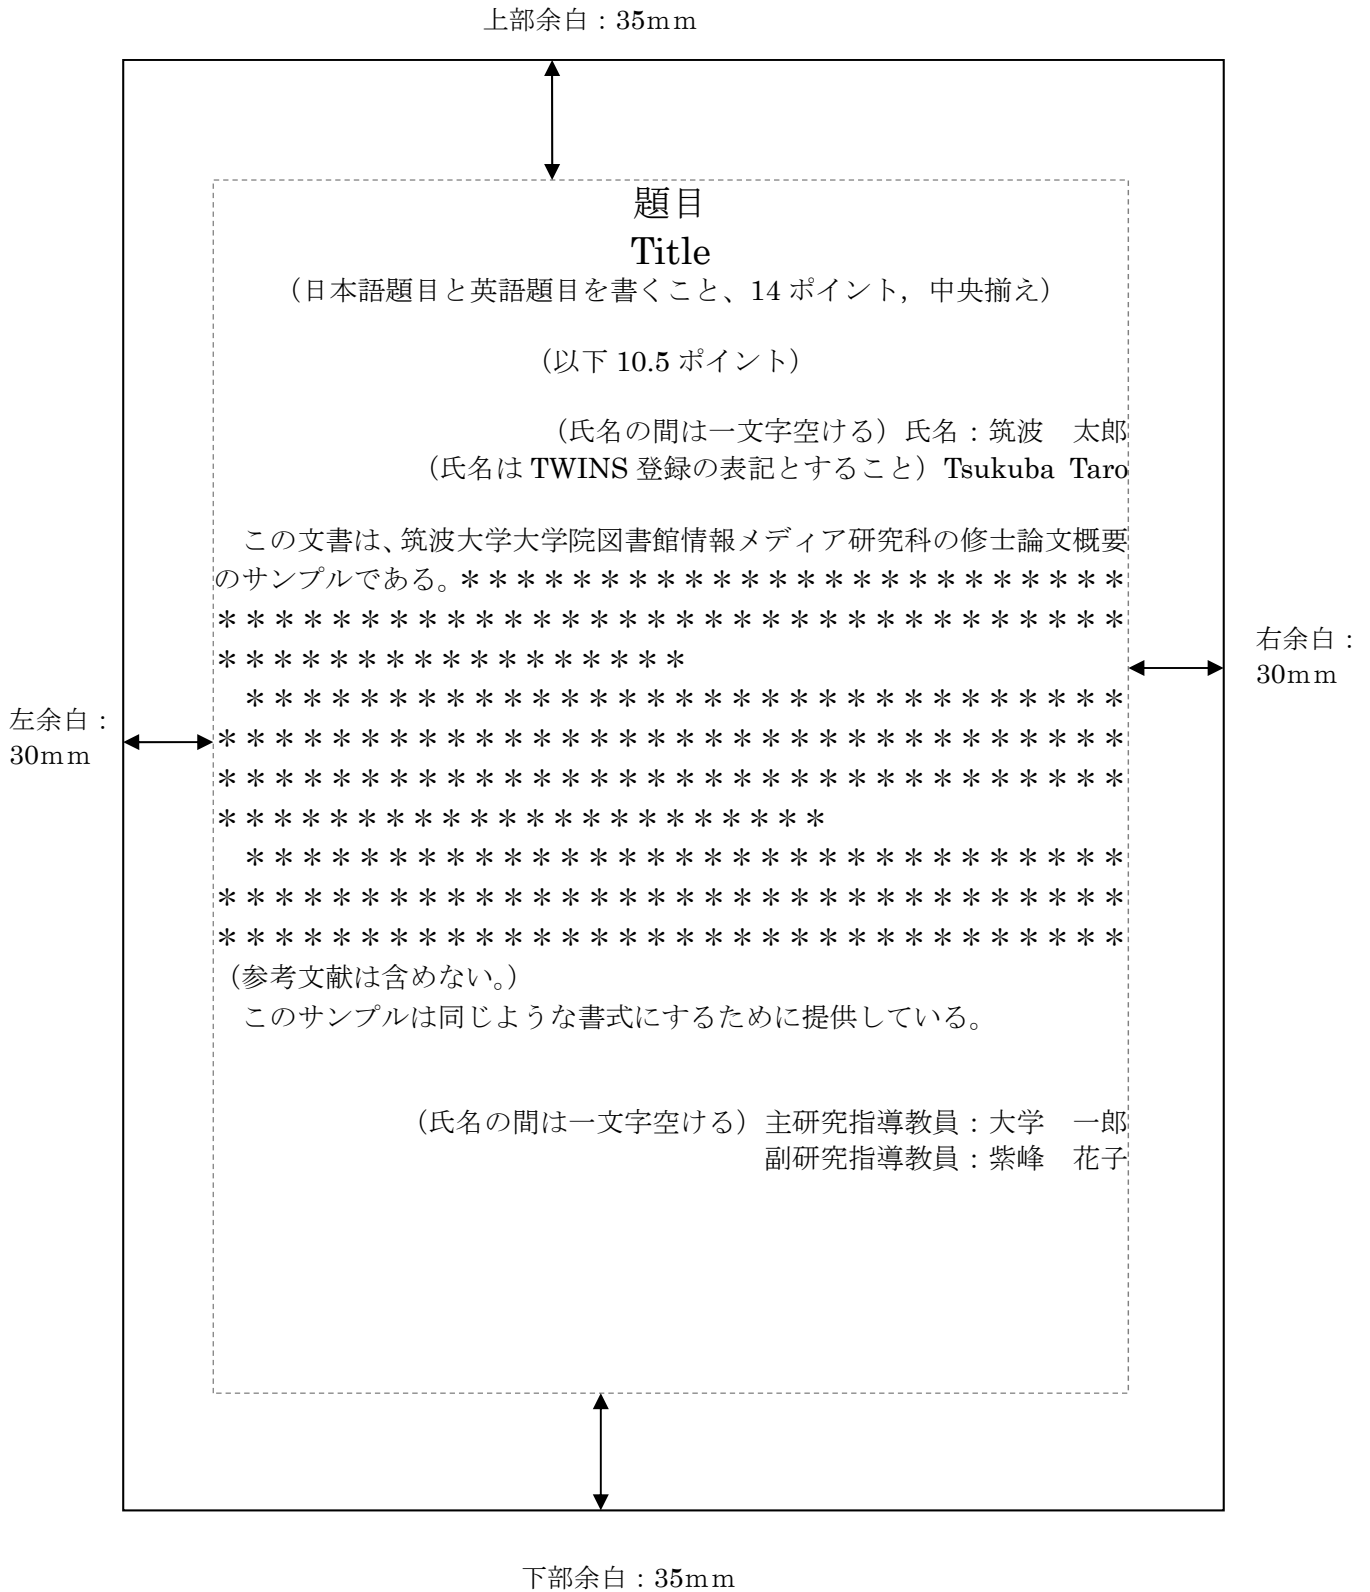 上部余白：35ｍｍ
題目
Title
（日本語題目と英語題目を書くこと、14 ポイント，中央揃え）
（以下 10.5 ポイント）
（氏名の間は一文字空ける）氏名：筑波　太郎
（氏名は TWINS 登録の表記とすること）Tsukuba Taro
　この文書は、筑波大学大学院図書館情報メディア研究科の修士論文概要
のサンプルである。＊＊＊＊＊＊＊＊＊＊＊＊＊＊＊＊＊＊＊＊＊＊＊＊
＊＊＊＊＊＊＊＊＊＊＊＊＊＊＊＊＊＊＊＊＊＊＊＊＊＊＊＊＊＊＊＊
＊＊＊＊＊＊＊＊＊＊＊＊＊＊＊＊＊
　＊＊＊＊＊＊＊＊＊＊＊＊＊＊＊＊＊＊＊＊＊＊＊＊＊＊＊＊＊＊＊
＊＊＊＊＊＊＊＊＊＊＊＊＊＊＊＊＊＊＊＊＊＊＊＊＊＊＊＊＊＊＊＊
＊＊＊＊＊＊＊＊＊＊＊＊＊＊＊＊＊＊＊＊＊＊＊＊＊＊＊＊＊＊＊＊
＊＊＊＊＊＊＊＊＊＊＊＊＊＊＊＊＊＊＊＊＊＊
　＊＊＊＊＊＊＊＊＊＊＊＊＊＊＊＊＊＊＊＊＊＊＊＊＊＊＊＊＊＊＊
＊＊＊＊＊＊＊＊＊＊＊＊＊＊＊＊＊＊＊＊＊＊＊＊＊＊＊＊＊＊＊＊
＊＊＊＊＊＊＊＊＊＊＊＊＊＊＊＊＊＊＊＊＊＊＊＊＊＊＊＊＊＊＊＊
（参考文献は含めない。）
　このサンプルは同じような書式にするために提供している。
（氏名の間は一文字空ける）主研究指導教員：大学　一郎
副研究指導教員：紫峰　花子
右余白：
30ｍｍ
左余白：
30ｍｍ
下部余白：35ｍｍ